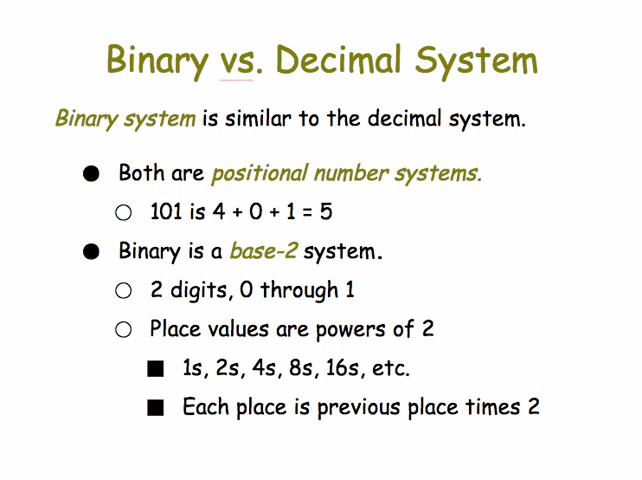 Binary vs. Decimal System
Binary system is similar to the decimal system.
● Both are positional number systems.
○ 101 is 4 + 0 + 1 = 5
● Binary is a base-2 system.
○ 2 digits, 0 through 1
○ Place values are powers of 2
■ 1s, 2s, 4s, 8s, 16s, etc.
■ Each place is previous place times 2